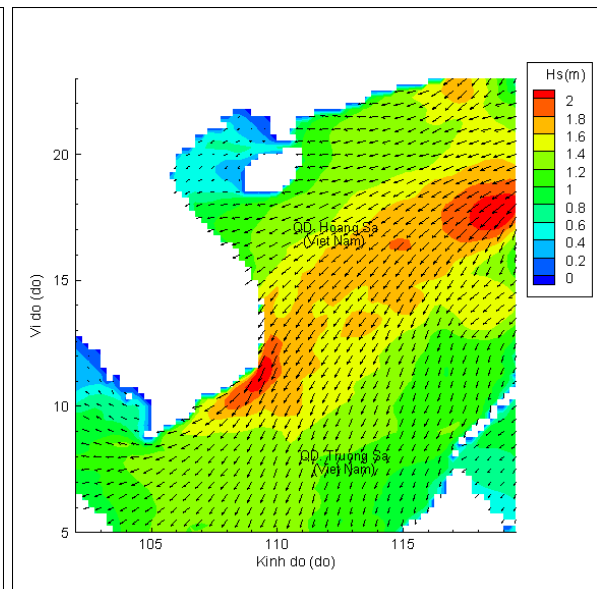 Hs(m)
2
1.8
1.6
1.4
1.2
1
0.8
0.6
0.4
0.2
0
20
15
10
5
Vi do (do)
QD. Hoang Sa
(Viet Nam)
QD. Truong Sa
(Viet Nam)
105
110
115
Kinh do (do)